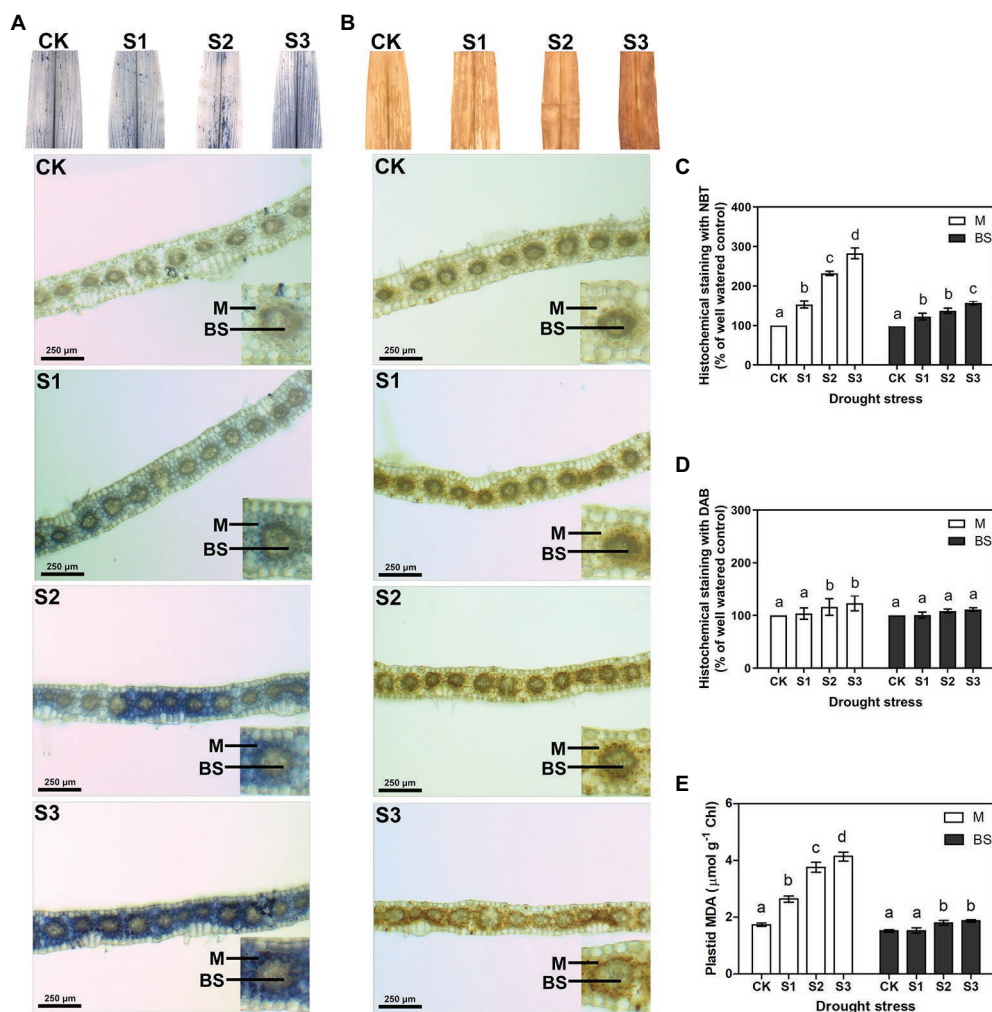 A
CK S1 S2 S3
B
CK S1 S2 S3
CK
M
BS
250 µm
S1
M
BS
250 µm
S2
M
BS
250 µm
S3
M
BS
250 µm
CK
M
BS
250 µm
S1
M
BS
250 µm
S2
M
BS
250 µm
S3
M
BS
250 µm
C
Histochemical staining with NBT
(% of well watered control)
400
300
200
100
0
M
BS
a b c d a b b c
CK S1 S2 S3 CK S1 S2 S3
Drought stress
D
Histochemical staining with DAB
(% of well watered control)
300
200
100
0
M
BS
a a b b a a a a
CK S1 S2 S3 CK S1 S2 S3
Drought stress
E
Plastid MDA (µmol g⁻¹ Chl)
6
4
2
0
M
BS
a b c d a a b b
CK S1 S2 S3 CK S1 S2 S3
Drought stress